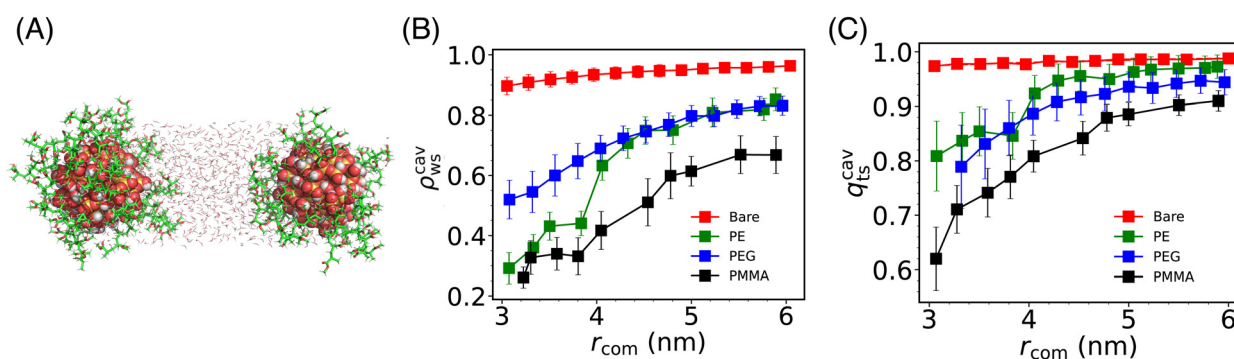 (A)
(B)
ρ_ws^cav
1.0
0.8
0.6
0.4
0.2
Bare
PE
PEG
PMMA
3 4 5 6
r_com (nm)
(C)
q_ts^cav
1.0
0.9
0.8
0.7
0.6
Bare
PE
PEG
PMMA
3 4 5 6
r_com (nm)